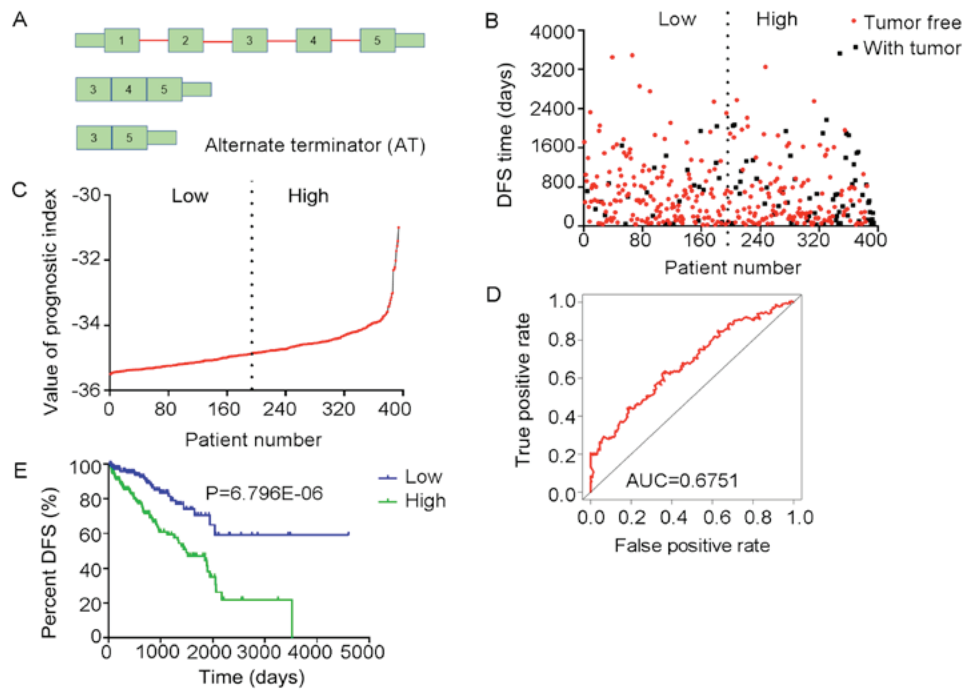 A
1 2 3 4 5
3 4 5
3 5
Alternate terminator (AT)
B
Low High
Tumor free
With tumor
DFS time (days)
4000
3200
2400
1600
800
0
0 80 160 240 320 400
Patient number
C
Low High
Value of prognostic index
-30
-32
-34
-36
0 80 160 240 320 400
Patient number
D
True positive rate
1.0
0.8
0.6
0.4
0.2
0.0
AUC=0.6751
0.0 0.2 0.4 0.6 0.8 1.0
False positive rate
E
Percent DFS (%)
100
80
60
40
20
0
P=6.796E-06
Low
High
0 1000 2000 3000 4000 5000
Time (days)